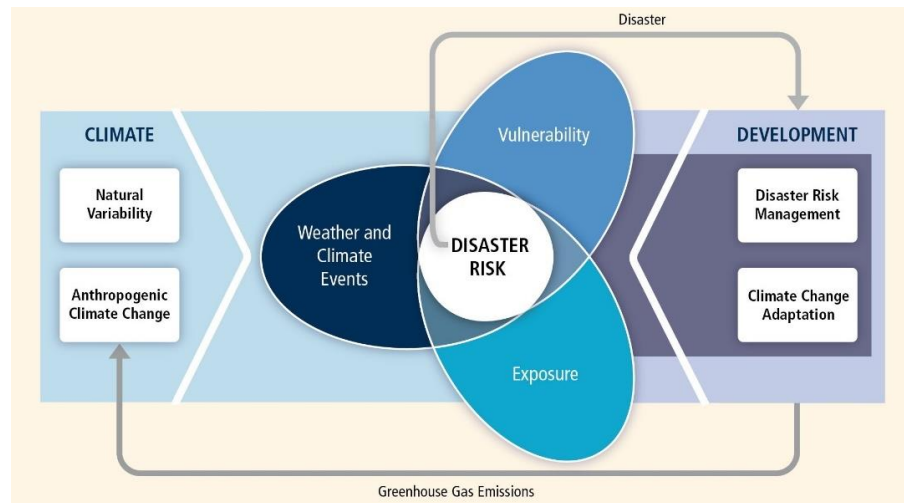 Disaster
CLIMATE
Natural
Variability
Anthropogenic
Climate Change
Vulnerability
Weather and
Climate
Events
DISASTER
RISK
Exposure
DEVELOPMENT
Disaster Risk
Management
Climate Change
Adaptation
Greenhouse Gas Emissions